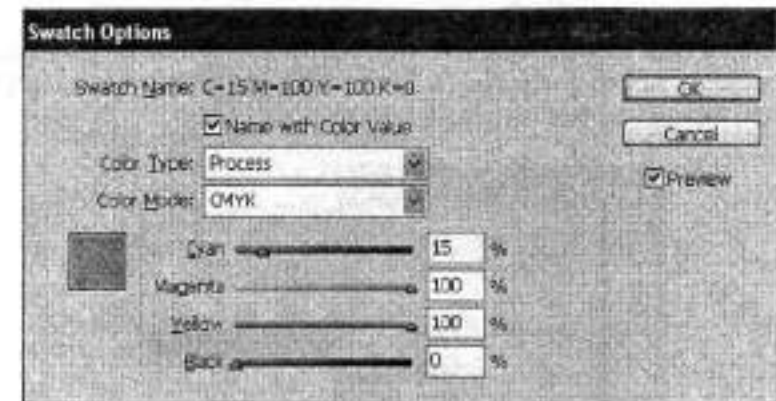 Swatch Options
Swatch Name: C=15 M=100 Y=100 K=0
Name with Color Value
Color Type: Process
Color Mode: CMYK
Cyan 15 %
Magenta 100 %
Yellow 100 %
Black 0 %
OK
Cancel
Preview